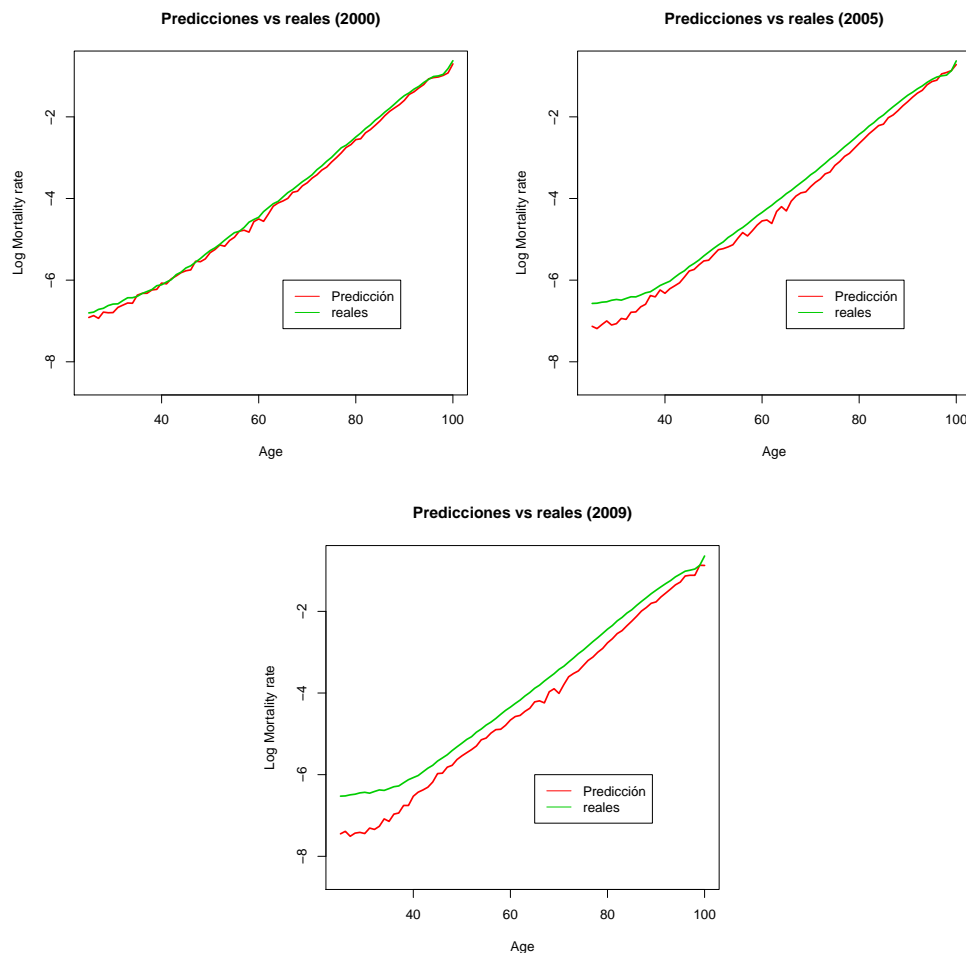 Predicciones vs reales (2000)
Log Mortality rate
−2
−4
−6
−8
Predicción
reales
40
60
80
100
Age
Predicciones vs reales (2005)
Log Mortality rate
−2
−4
−6
−8
Predicción
reales
40
60
80
100
Age
Predicciones vs reales (2009)
Log Mortality rate
−2
−4
−6
−8
Predicción
reales
40
60
80
100
Age